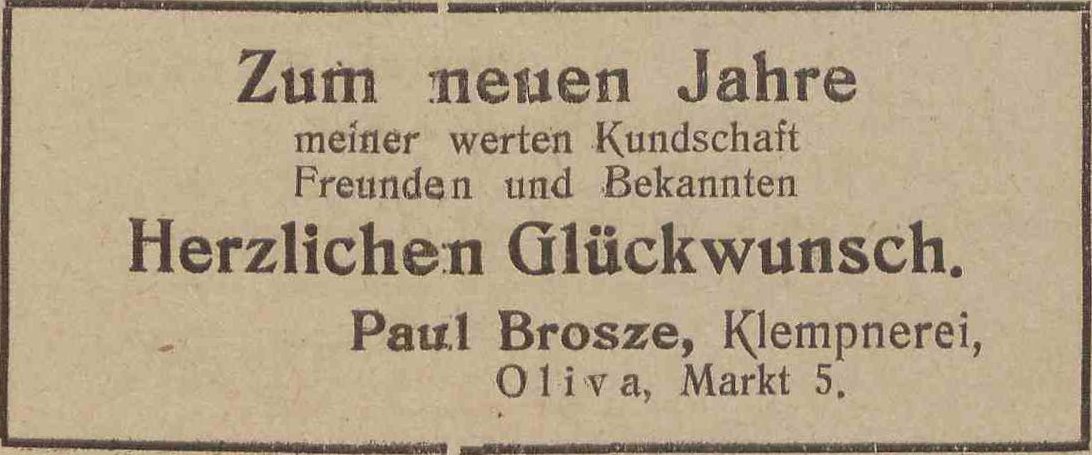 Zum neuen Jahre
meiner werten Kundschaft
Freunden und Bekannten
Herzlichen Glückwunsch.
Paul Brosze, Klempnerei,
Oliva, Markt 5.